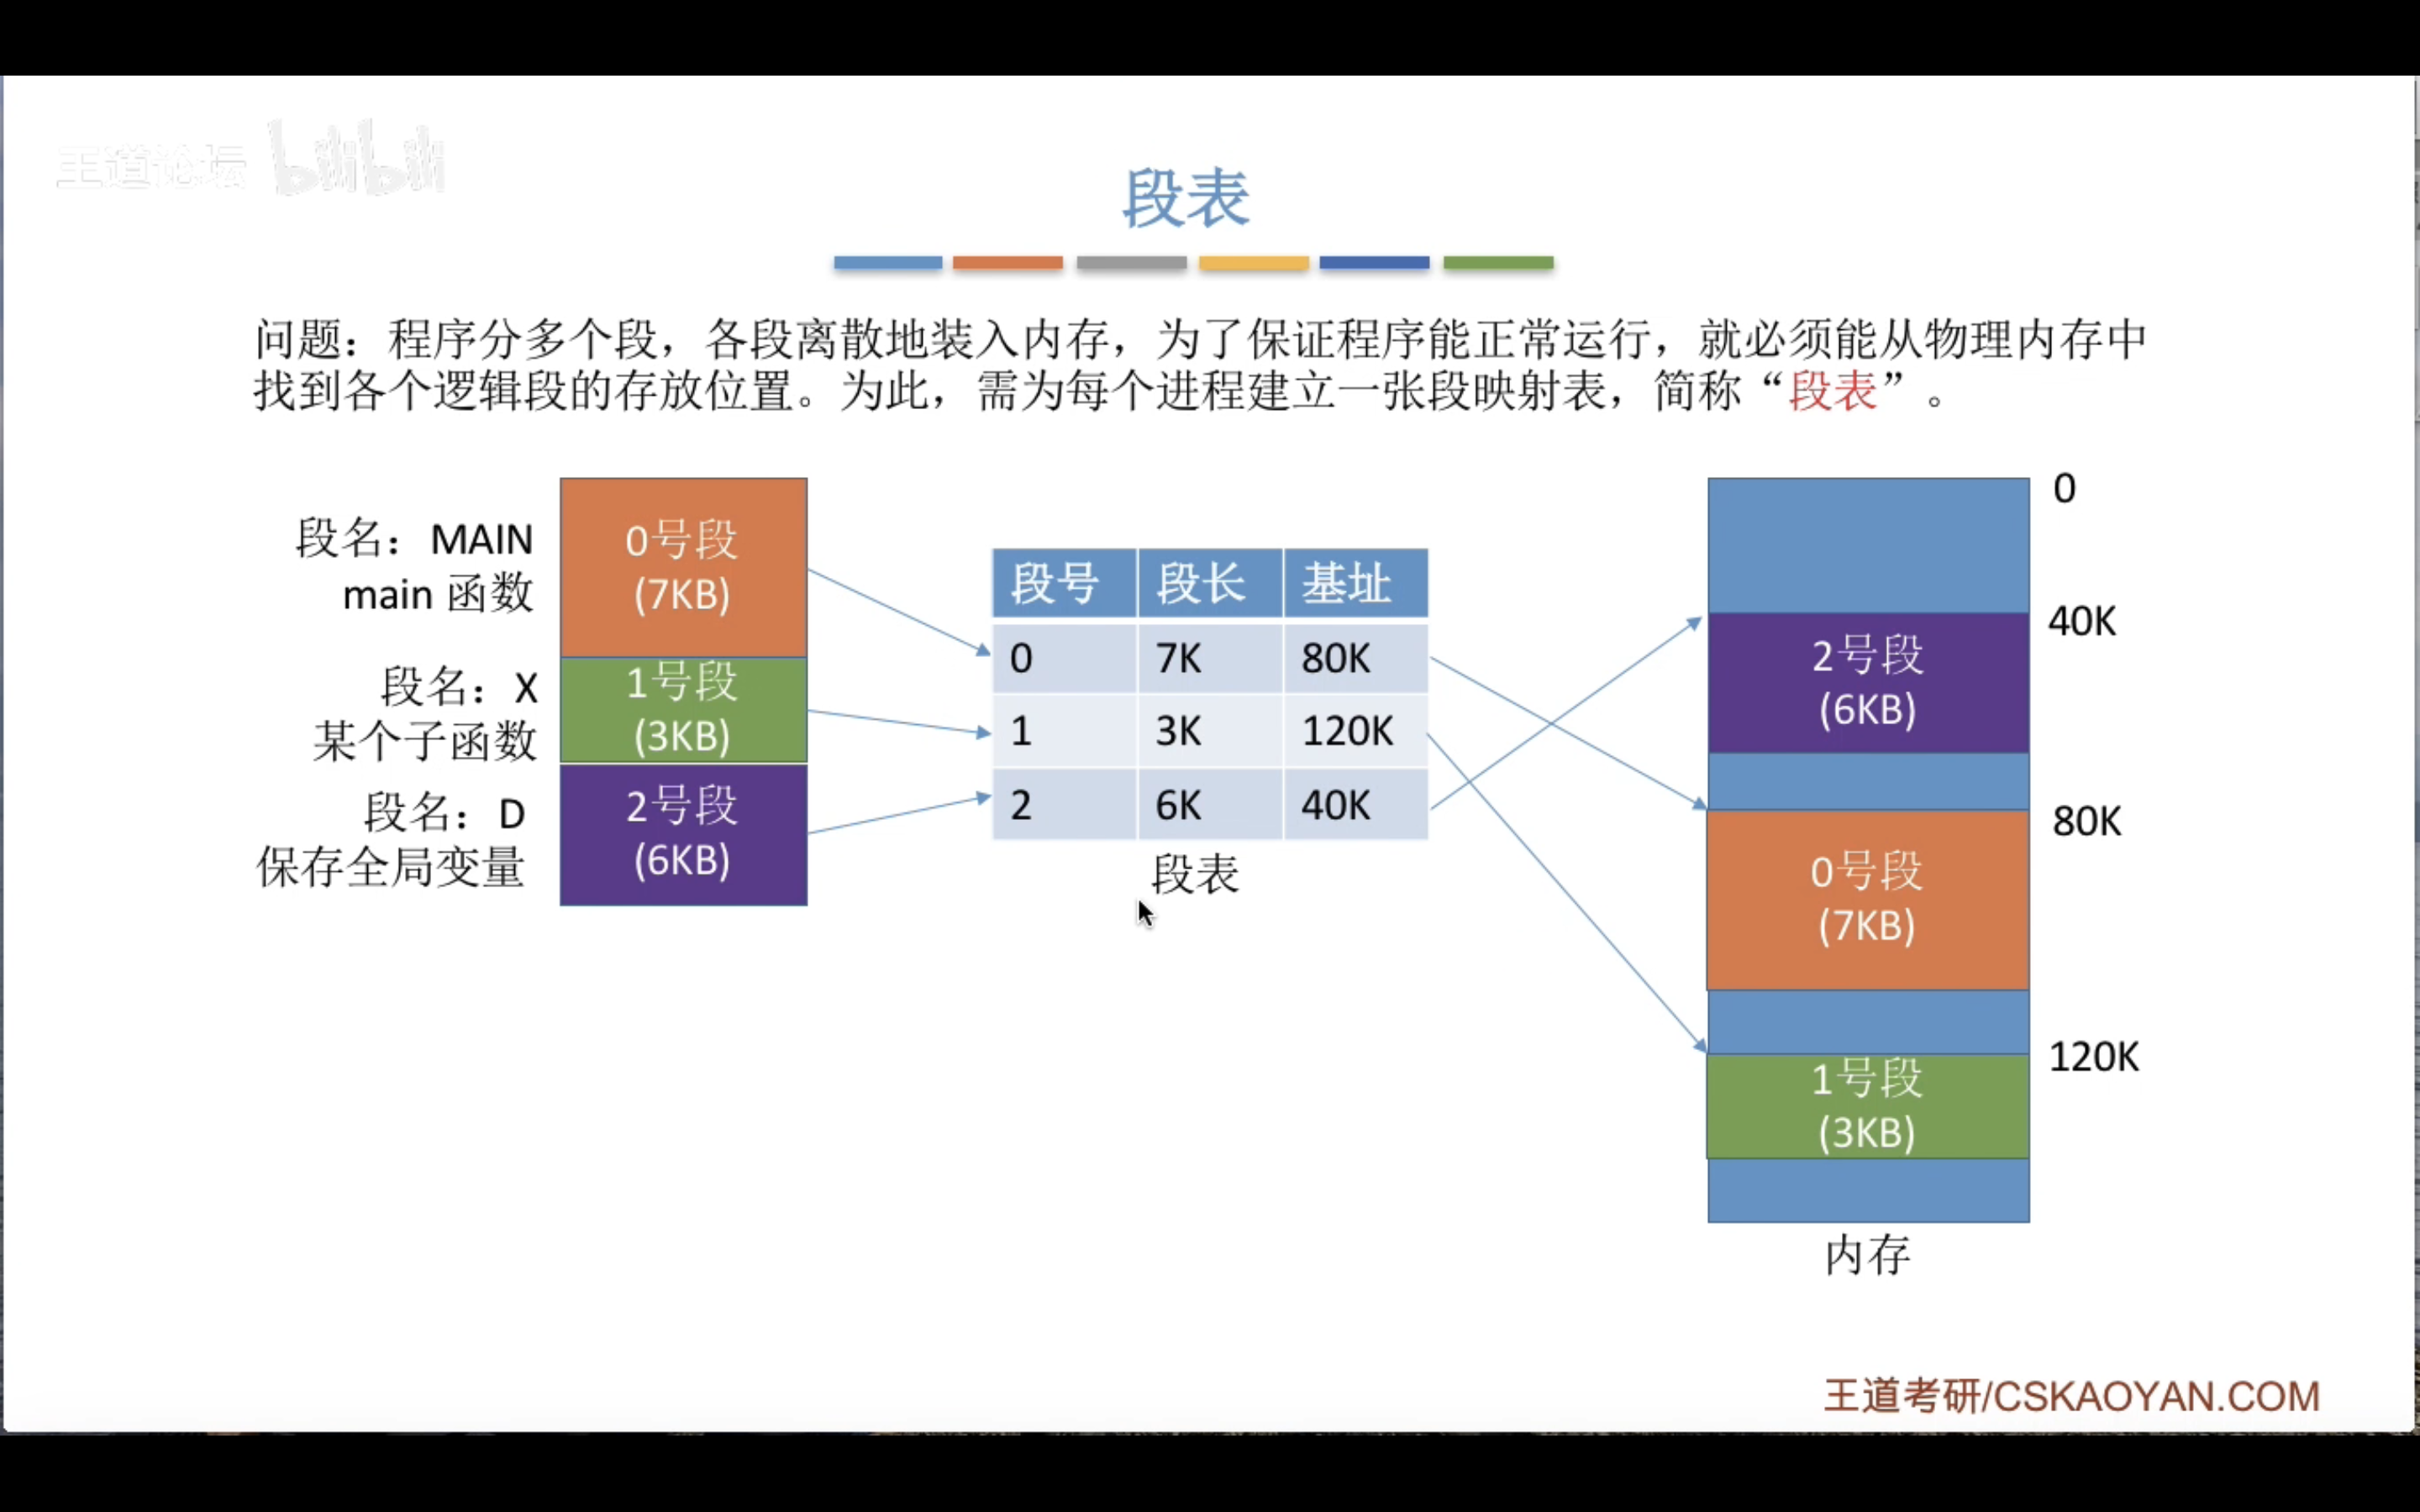 王道论坛 bilibili
段表
问题：程序分多个段，各段离散地装入内存，为了保证程序能正常运行，就必须能从物理内存中
找到各个逻辑段的存放位置。为此，需为每个进程建立一张段映射表，简称“段表”。
段名：MAIN
main 函数
段名：X
某个子函数
段名：D
保存全局变量
0号段
(7KB)
1号段
(3KB)
2号段
(6KB)
段号 段长 基址
0 7K 80K
1 3K 120K
2 6K 40K
段表
0
40K
2号段
(6KB)
80K
0号段
(7KB)
120K
1号段
(3KB)
内存
王道考研/CSKAOYAN.COM